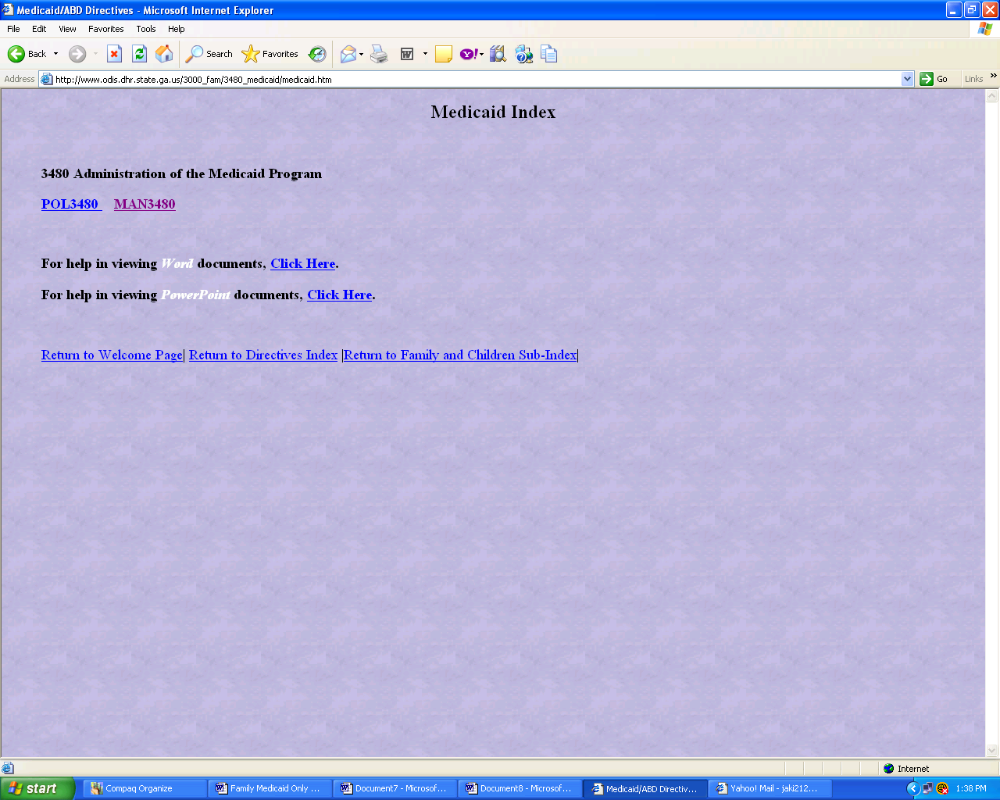 Medicaid/ABD Directives - Microsoft Internet Explorer
File Edit View Favorites Tools Help
Back Search Favorites
Address http://www.odis.dhr.state.ga.us/3000_fam/3480_medicaid/medicaid.htm Go Links »
Medicaid Index
3480 Administration of the Medicaid Program
POL3480 MAN3480
For help in viewing Word documents, Click Here.
For help in viewing PowerPoint documents, Click Here.
Return to Welcome Page| Return to Directives Index |Return to Family and Children Sub-Index|
Internet
start Compaq Organize Family Medicaid Only ... Document7 - Microsof... Document8 - Microsof... Medicaid/ABD Directiv... Yahoo! Mail - jaki212... 1:38 PM